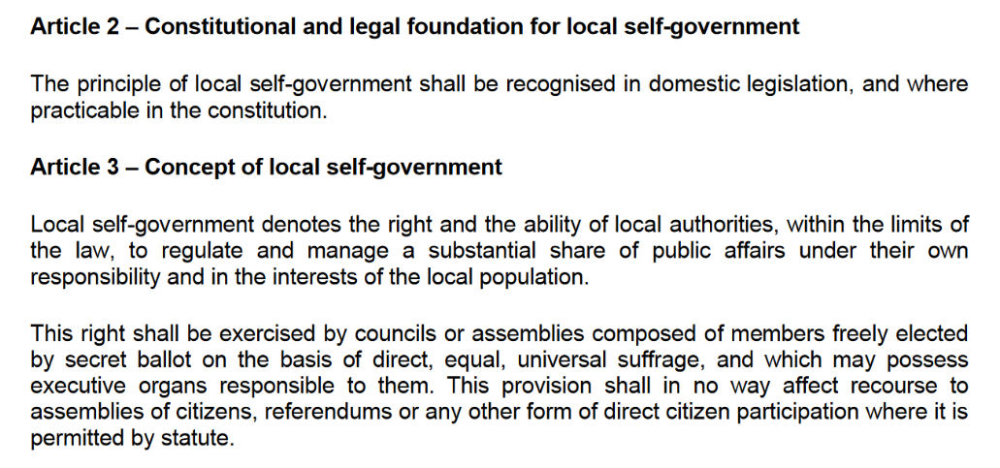 Article 2 – Constitutional and legal foundation for local self-government
The principle of local self-government shall be recognised in domestic legislation, and where
practicable in the constitution.
Article 3 – Concept of local self-government
Local self-government denotes the right and the ability of local authorities, within the limits of
the law, to regulate and manage a substantial share of public affairs under their own
responsibility and in the interests of the local population.
This right shall be exercised by councils or assemblies composed of members freely elected
by secret ballot on the basis of direct, equal, universal suffrage, and which may possess
executive organs responsible to them. This provision shall in no way affect recourse to
assemblies of citizens, referendums or any other form of direct citizen participation where it is
permitted by statute.